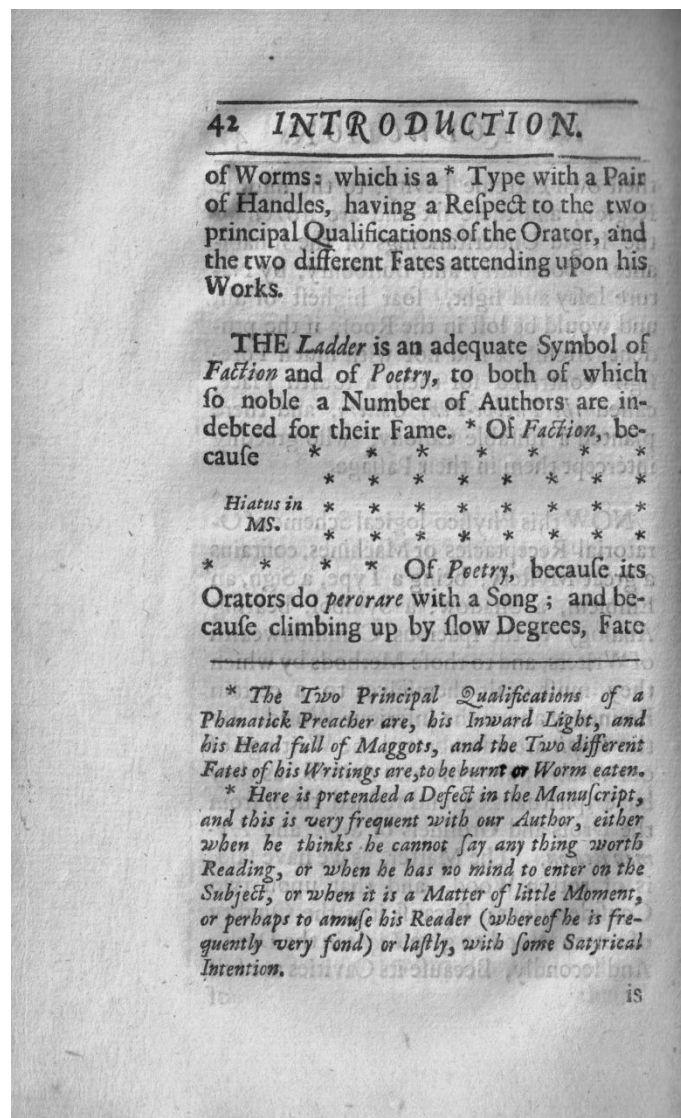 42 INTRODUCTION.
of Worms: which is a * Type with a Pair
of Handles, having a Reſpect to the two
principal Qualifications of the Orator, and
the two different Fates attending upon his
Works.
THE Ladder is an adequate Symbol of
Faction and of Poetry, to both of which
ſo noble a Number of Authors are in-
debted for their Fame. * Of Faction, be-
cauſe * * * * * * *
* * * * * * * *
Hiatus in * * * * * * * *
MS. * * * * * * * *
* * * * Of Poetry, becauſe its
Orators do perorare with a Song ; and be-
cauſe climbing up by ſlow Degrees, Fate
* The Two Principal Qualifications of a
Phanatick Preacher are, his Inward Light, and
his Head full of Maggots, and the Two different
Fates of his Writings are, to be burnt or Worm eaten.
* Here is pretended a Defect in the Manuſcript,
and this is very frequent with our Author, either
when he thinks he cannot ſay any thing worth
Reading, or when he has no mind to enter on the
Subject, or when it is a Matter of little Moment,
or perhaps to amuſe his Reader (whereof he is fre-
quently very fond) or laſtly, with ſome Satyrical
Intention.
is